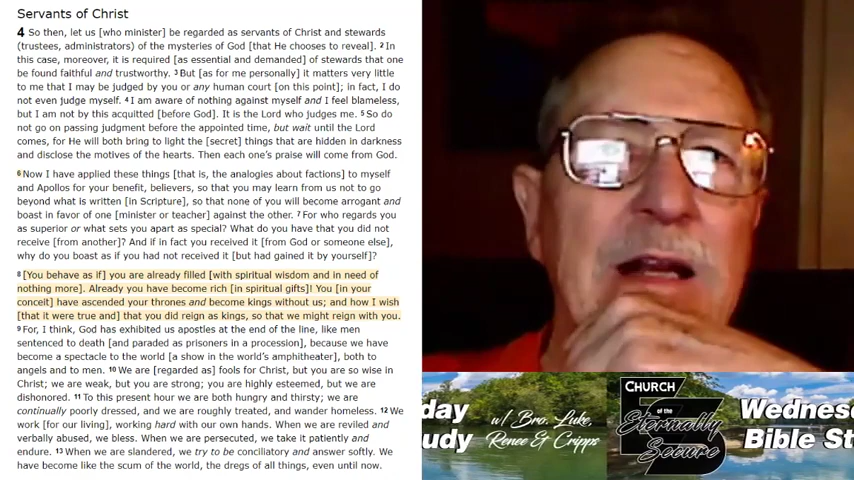 Servants of Christ
4 So then, let us [who minister] be regarded as servants of Christ and stewards
(trustees, administrators) of the mysteries of God [that He chooses to reveal]. 2 In
this case, moreover, it is required [as essential and demanded] of stewards that one
be found faithful and trustworthy. 3 But [as for me personally] it matters very little
to me that I may be judged by you or any human court [on this point]; in fact, I do
not even judge myself. 4 I am aware of nothing against myself and I feel blameless,
but I am not by this acquitted [before God]. It is the Lord who judges me. 5 So do
not go on passing judgment before the appointed time, but wait until the Lord
comes, for He will both bring to light the [secret] things that are hidden in darkness
and disclose the motives of the hearts. Then each one's praise will come from God.
6 Now I have applied these things [that is, the analogies about factions] to myself
and Apollos for your benefit, believers, so that you may learn from us not to go
beyond what is written [in Scripture], so that none of you will become arrogant and
boast in favor of one [minister or teacher] against the other. 7 For who regards you
as superior or what sets you apart as special? What do you have that you did not
receive [from another]? And if in fact you received it [from God or someone else],
why do you boast as if you had not received it [but had gained it by yourself]?
8 [You behave as if] you are already filled [with spiritual wisdom and in need of
nothing more]. Already you have become rich [in spiritual gifts]! You [in your
conceit] have ascended your thrones and become kings without us; and how I wish
[that it were true and] that you did reign as kings, so that we might reign with you.
9 For, I think, God has exhibited us apostles at the end of the line, like men
sentenced to death [and paraded as prisoners in a procession], because we have
become a spectacle to the world [a show in the world's amphitheater], both to
angels and to men. 10 We are [regarded as] fools for Christ, but you are so wise in
Christ; we are weak, but you are strong; you are highly esteemed, but we are
dishonored. 11 To this present hour we are both hungry and thirsty; we are
continually poorly dressed, and we are roughly treated, and wander homeless. 12 We
work [for our living], working hard with our own hands. When we are reviled and
verbally abused, we bless. When we are persecuted, we take it patiently and
endure. 13 When we are slandered, we try to be conciliatory and answer softly. We
have become like the scum of the world, the dregs of all things, even until now.
day
udy
w/ Bro. Luke,
Renee & Cripps
CHURCH
of the
Eternally
Secure
Wednes
Bible St